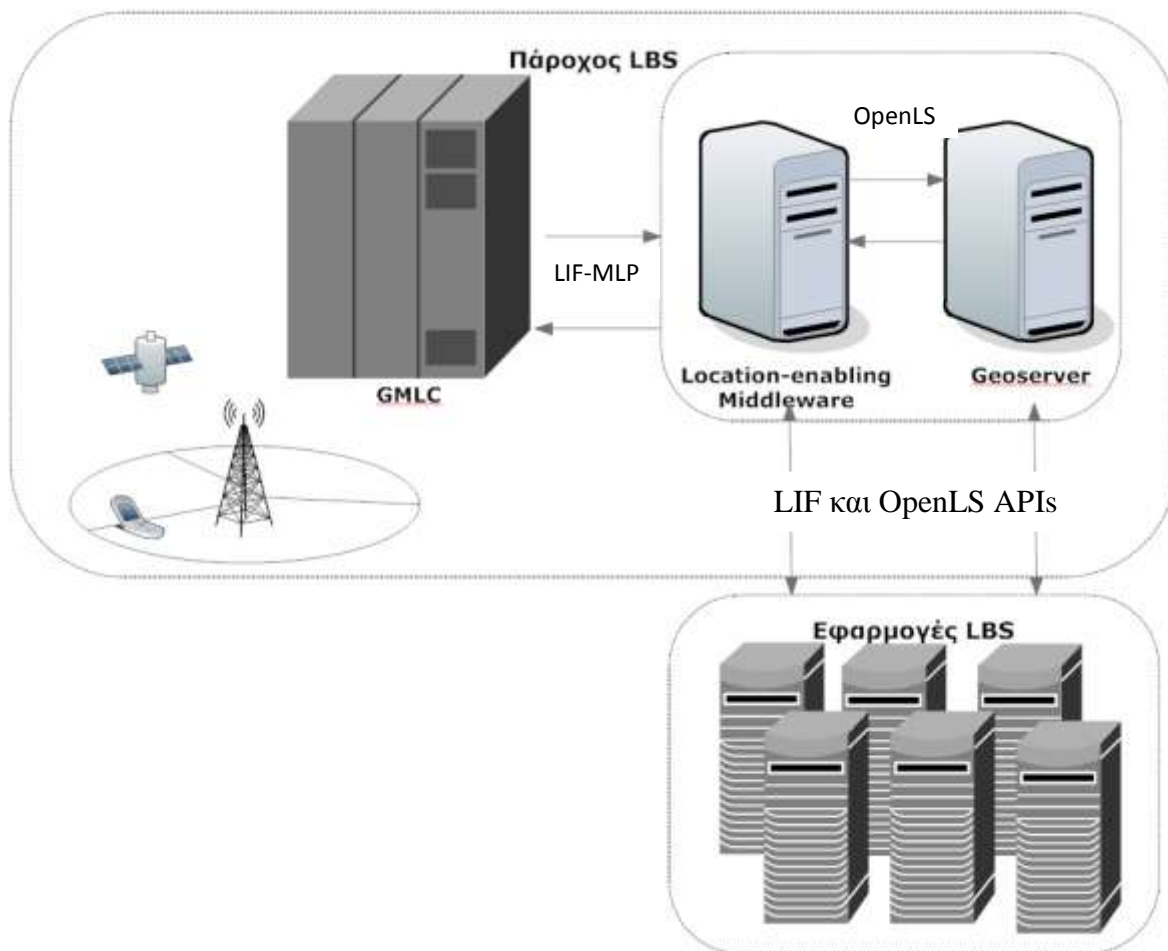 Πάροχος LBS
OpenLS
LIF-MLP
GMLC
Location-enabling
Middleware
Geoserver
LIF και OpenLS APIs
Εφαρμογές LBS